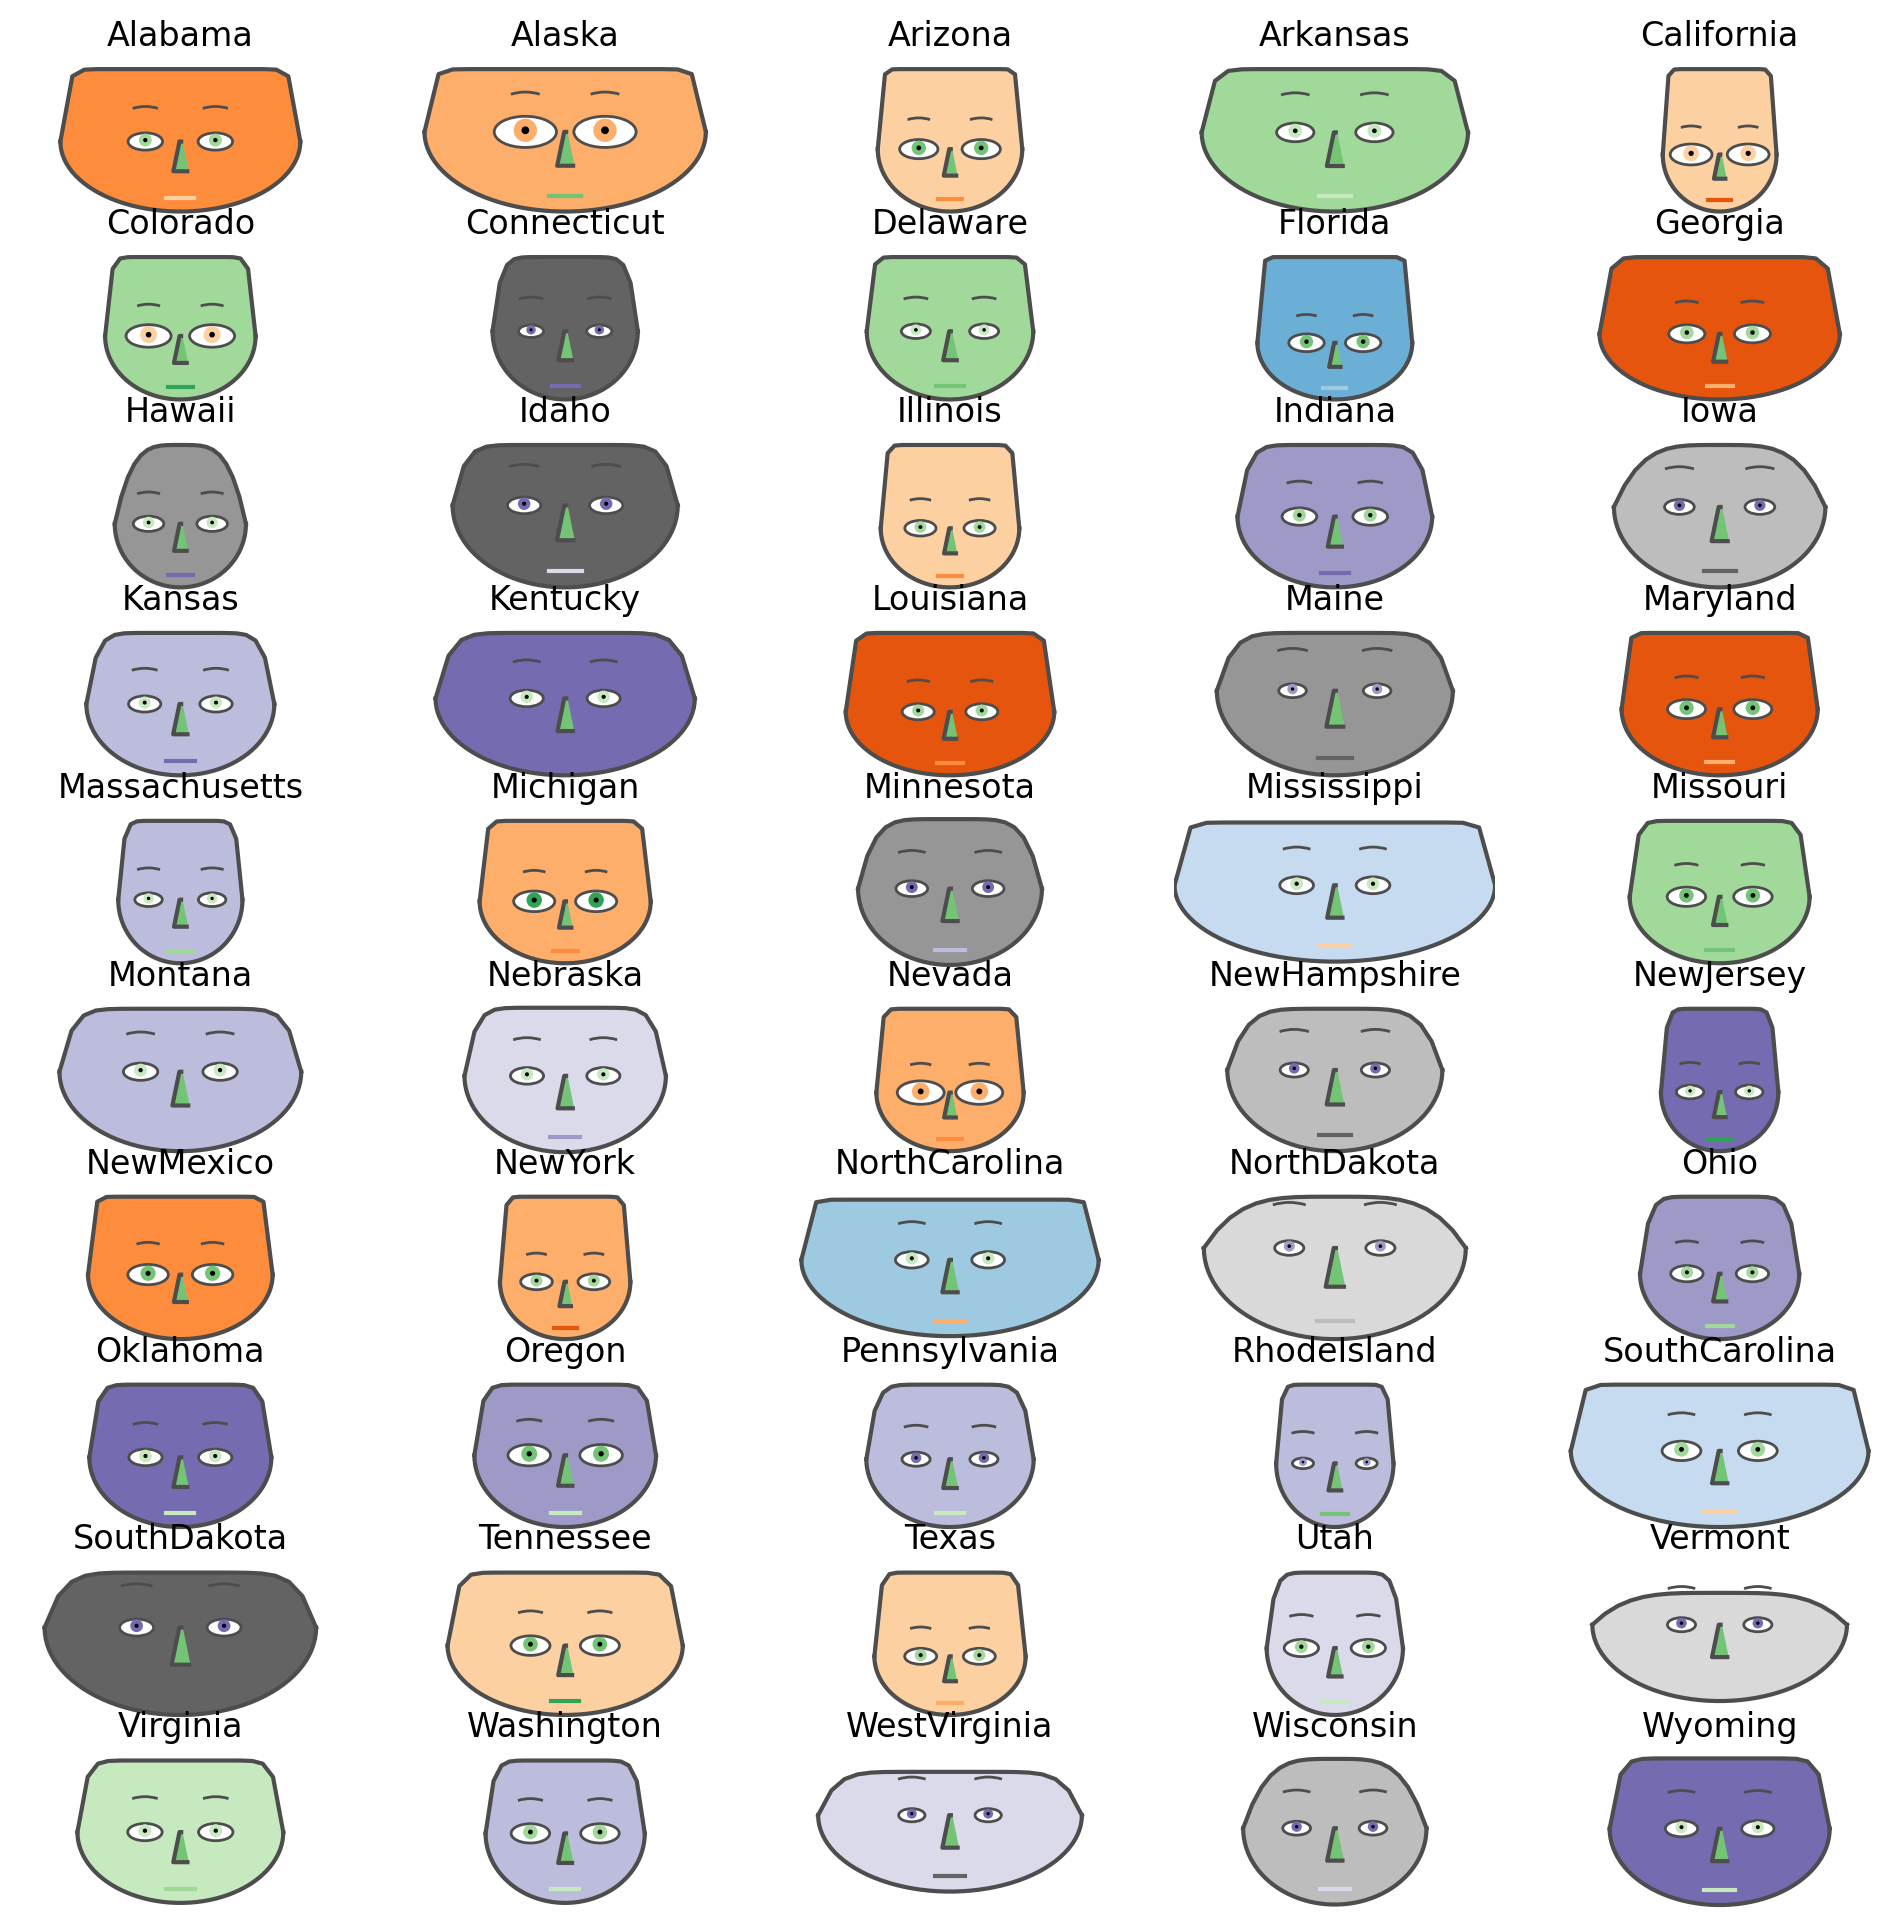 Alabama Alaska Arizona Arkansas California
Colorado Connecticut Delaware Florida Georgia
Hawaii Idaho Illinois Indiana Iowa
Kansas Kentucky Louisiana Maine Maryland
Massachusetts Michigan Minnesota Mississippi Missouri
Montana Nebraska Nevada NewHampshire NewJersey
NewMexico NewYork NorthCarolina NorthDakota Ohio
Oklahoma Oregon Pennsylvania RhodeIsland SouthCarolina
SouthDakota Tennessee Texas Utah Vermont
Virginia Washington WestVirginia Wisconsin Wyoming